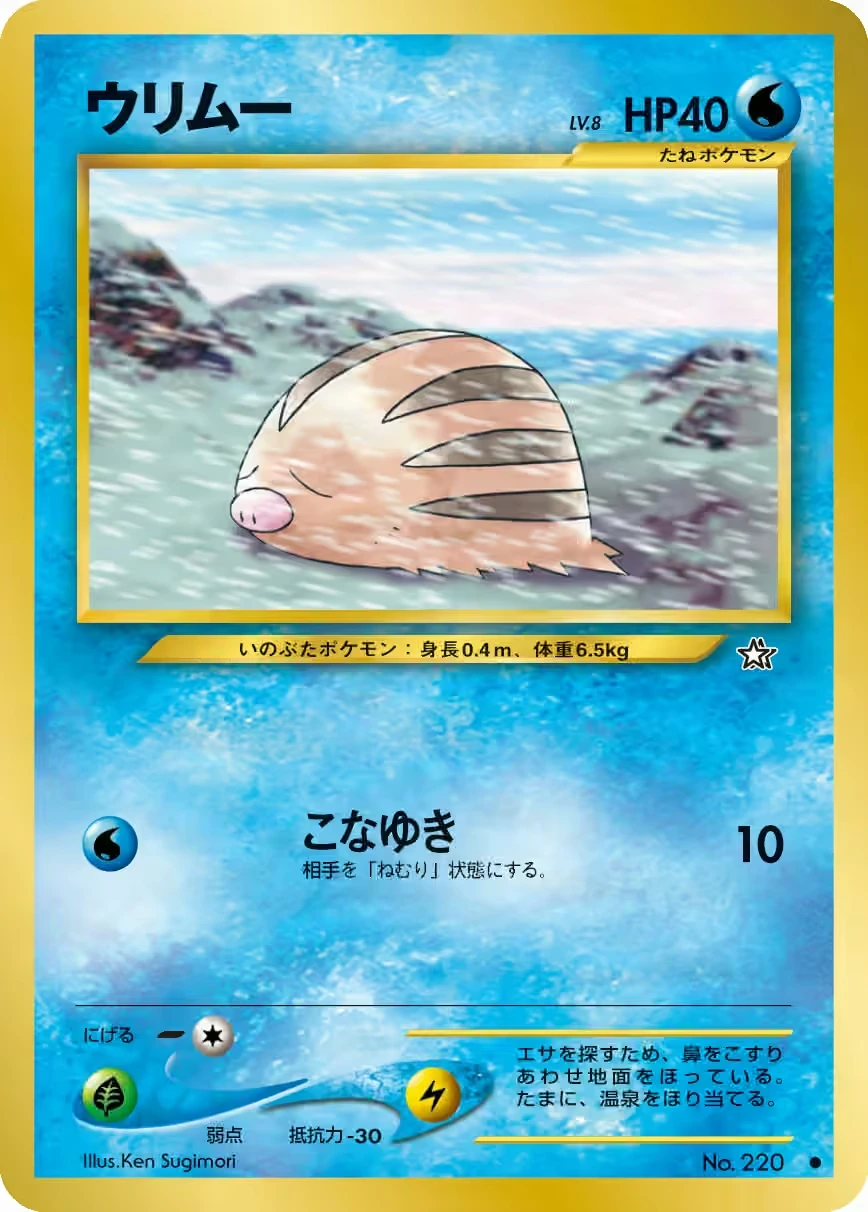 ウリムー
LV.8 HP40
たねポケモン
いのぶたポケモン：身長0.4m、体重6.5kg
こなゆき 10
相手を「ねむり」状態にする。
にげる
エサを探すため、鼻をこすり
あわせ地面をほっている。
たまに、温泉をほり当てる。
弱点 抵抗力-30
Illus.Ken Sugimori No. 220